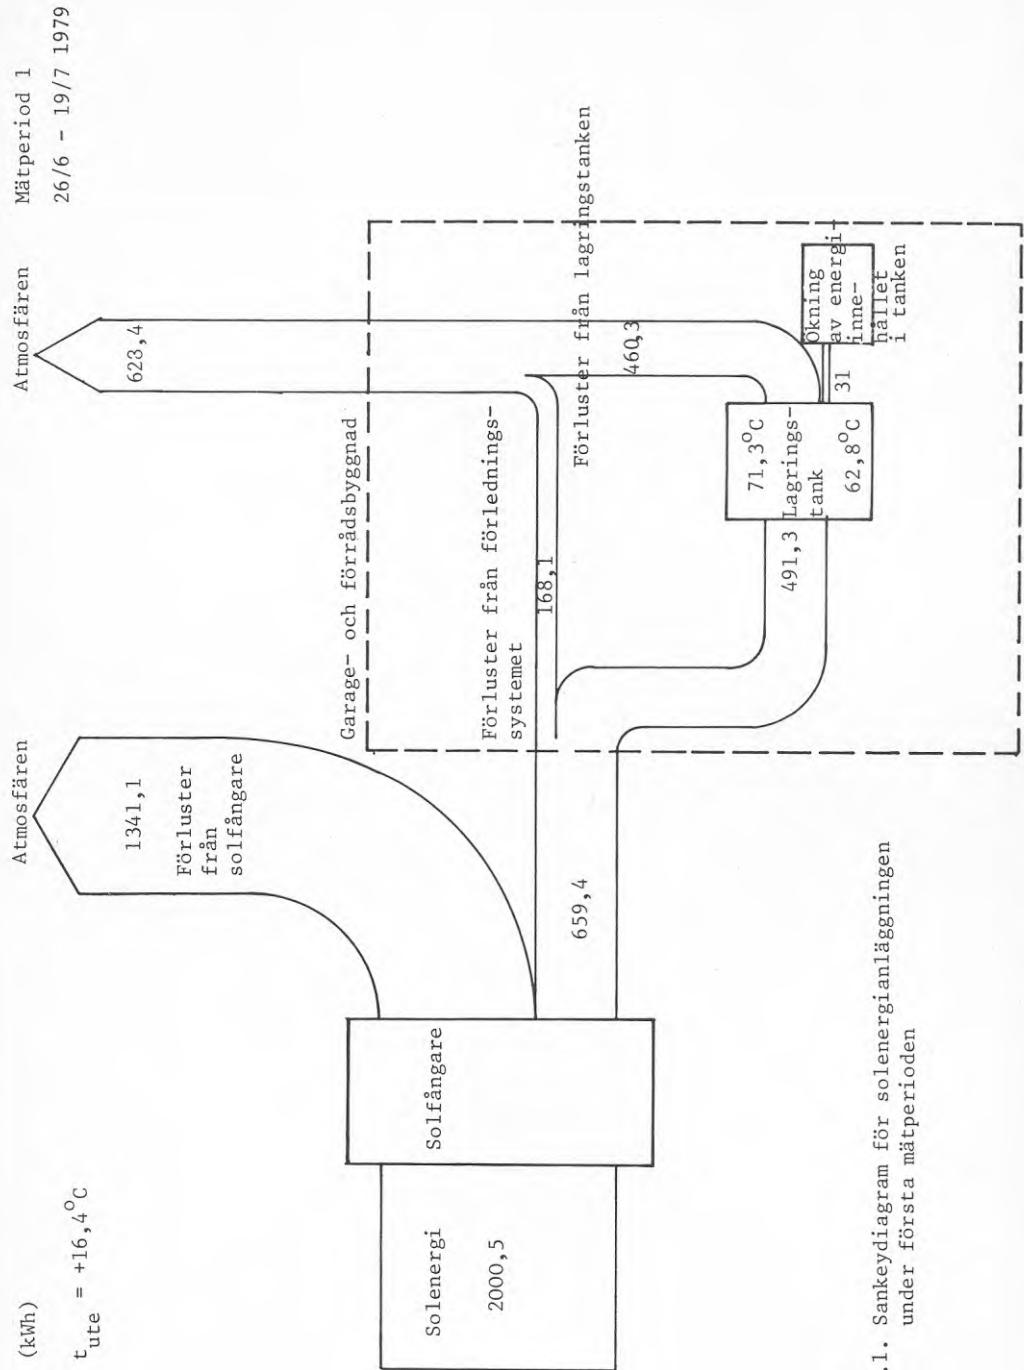 (kWh)
t ute = +16,4°C
Atmosfären
Atmosfären
Mätperiod 1
26/6 - 19/7 1979
1341,1
Förluster
från
solfångare
623,4
Garage- och förrådsbyggnad
Solenergi
2000,5
Solfångare
659,4
Förluster från förlednings-
systemet
168,1
Förluster från lagringstanken
460,3
491,3
71,3°C
Lagrings-
tank
62,8°C
31
Ökning
av energi-
inne-
hållet
i tanken
.1. Sankeydiagram för solenergianläggningen
under första mätperioden